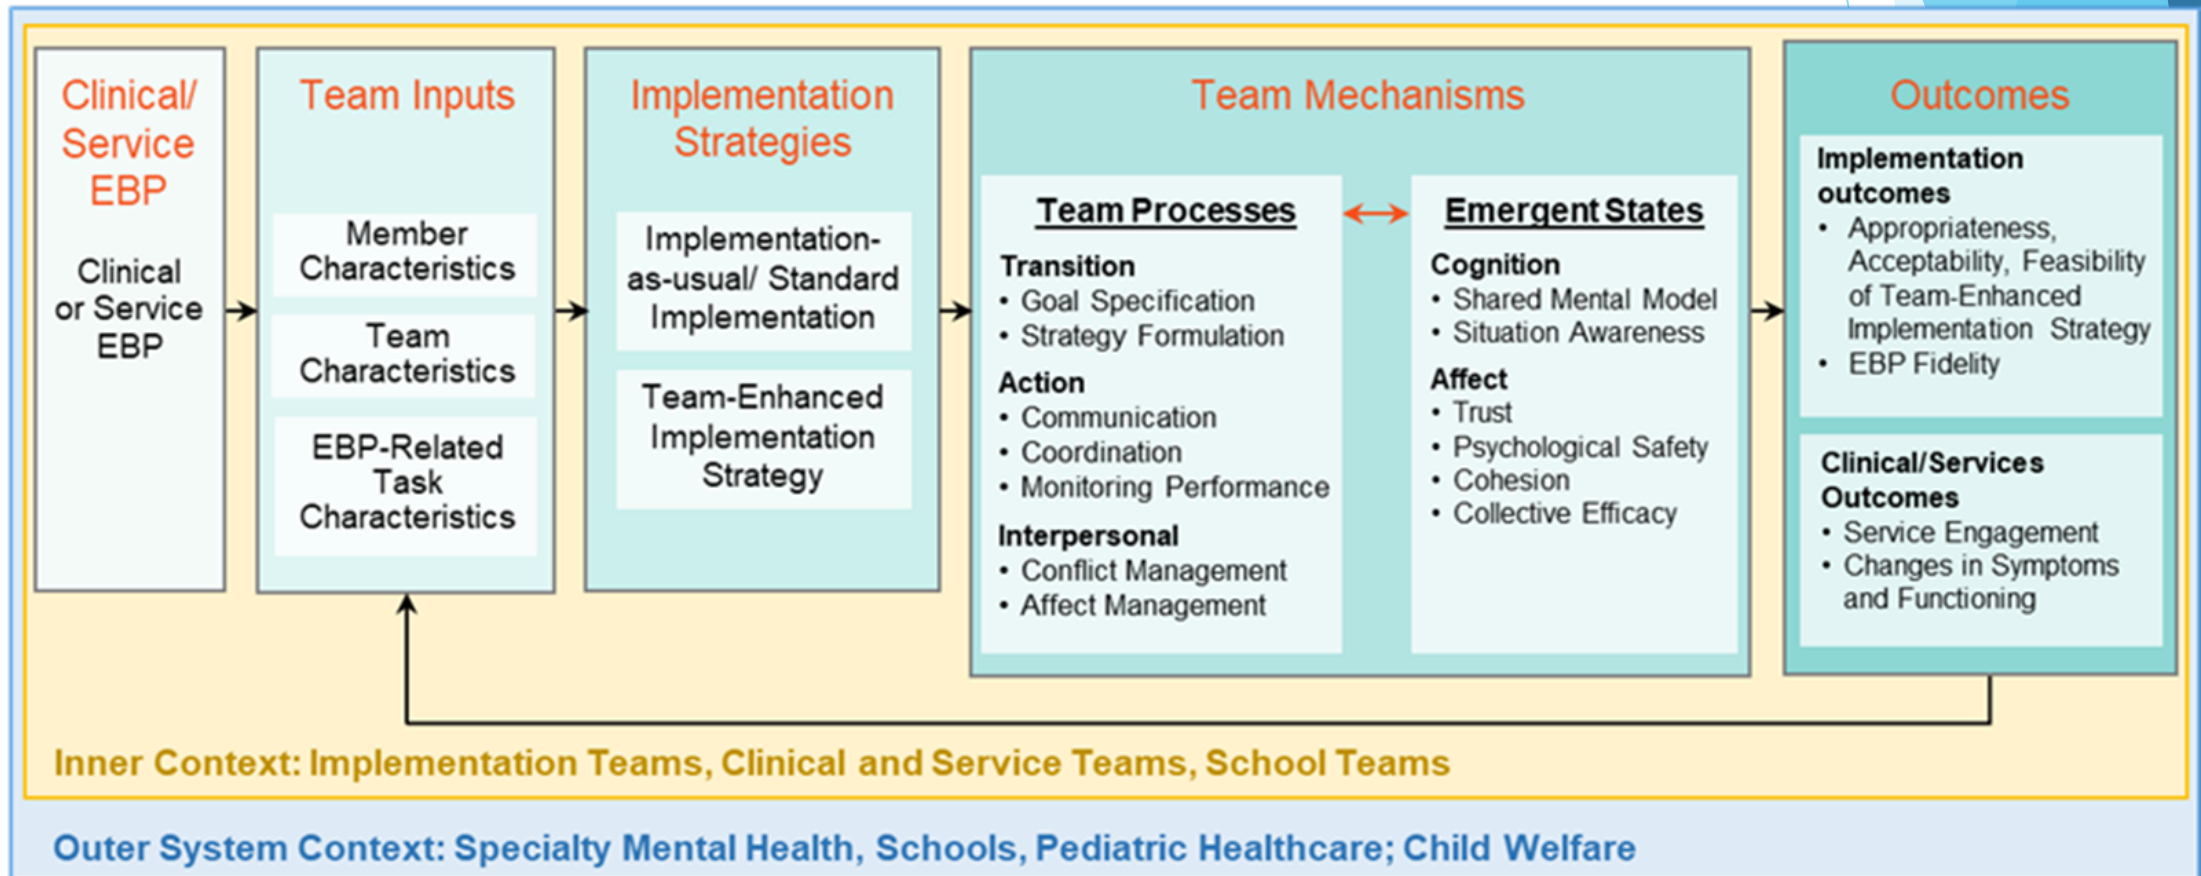 Clinical/
Service
EBP
Clinical
or Service
EBP
Team Inputs
Member
Characteristics
Team
Characteristics
EBP-Related
Task
Characteristics
Implementation
Strategies
Implementation-
as-usual/ Standard
Implementation
Team-Enhanced
Implementation
Strategy
Team Mechanisms
Team Processes
Transition
• Goal Specification
• Strategy Formulation
Action
• Communication
• Coordination
• Monitoring Performance
Interpersonal
• Conflict Management
• Affect Management
Emergent States
Cognition
• Shared Mental Model
• Situation Awareness
Affect
• Trust
• Psychological Safety
• Cohesion
• Collective Efficacy
Outcomes
Implementation
outcomes
• Appropriateness,
Acceptability, Feasibility
of Team-Enhanced
Implementation Strategy
• EBP Fidelity
Clinical/Services
Outcomes
• Service Engagement
• Changes in Symptoms
and Functioning
Inner Context: Implementation Teams, Clinical and Service Teams, School Teams
Outer System Context: Specialty Mental Health, Schools, Pediatric Healthcare; Child Welfare